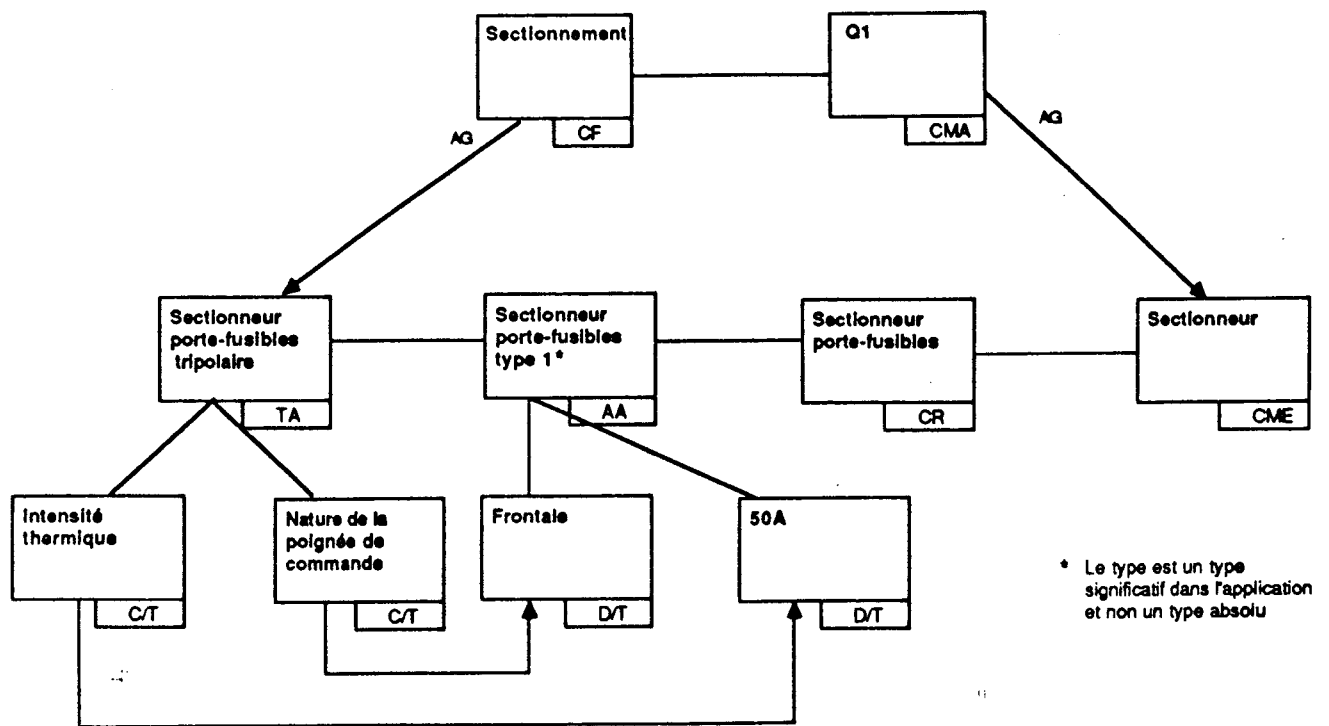 Sectionnement
CF
Q1
CMA
AG
AG
Sectionneur
porte-fusibles
tripolaire
TA
Sectionneur
porte-fusibles
type 1*
AA
Sectionneur
porte-fusibles
CR
Sectionneur
CME
Intensité
thermique
C/T
Nature de la
poignée de
commande
C/T
Frontale
D/T
50A
D/T
* Le type est un type
significatif dans l'application
et non un type absolu